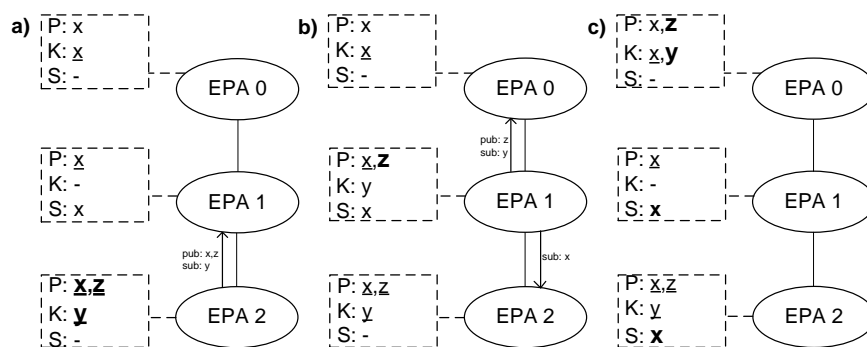 a)
P: x
K: x
S: -
EPA 0
P: x
K: -
S: x
EPA 1
pub: x,z
sub: y
P: x,z
K: y
S: -
EPA 2
b)
P: x
K: x
S: -
EPA 0
pub: z
sub: y
P: x,z
K: y
S: x
EPA 1
sub: x
P: x,z
K: y
S: -
EPA 2
c)
P: x,z
K: x,y
S: -
EPA 0
P: x
K: -
S: x
EPA 1
P: x,z
K: y
S: x
EPA 2